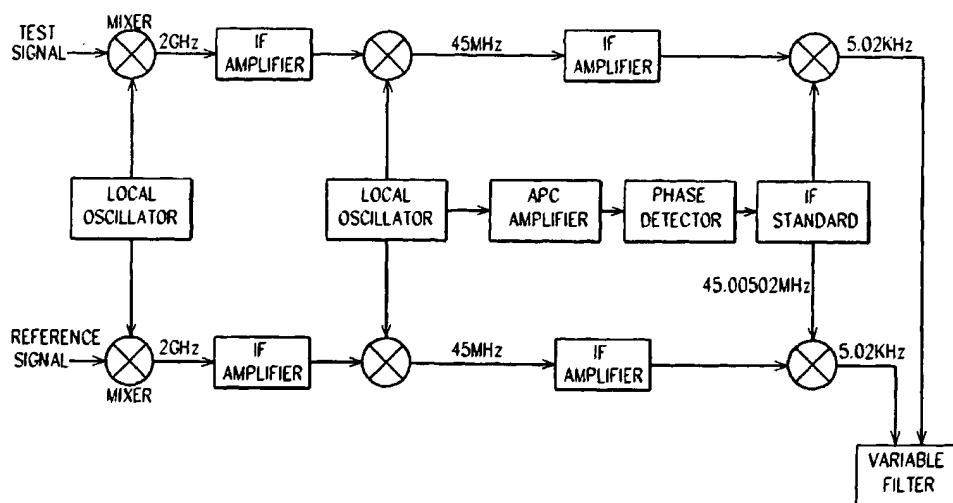 MIXER
TEST
SIGNAL
2GHz
IF
AMPLIFIER
45MHz
IF
AMPLIFIER
5.02KHz
LOCAL
OSCILLATOR
LOCAL
OSCILLATOR
APC
AMPLIFIER
PHASE
DETECTOR
IF
STANDARD
45.00502MHz
REFERENCE
SIGNAL
2GHz
MIXER
IF
AMPLIFIER
45MHz
IF
AMPLIFIER
5.02KHz
VARIABLE
FILTER